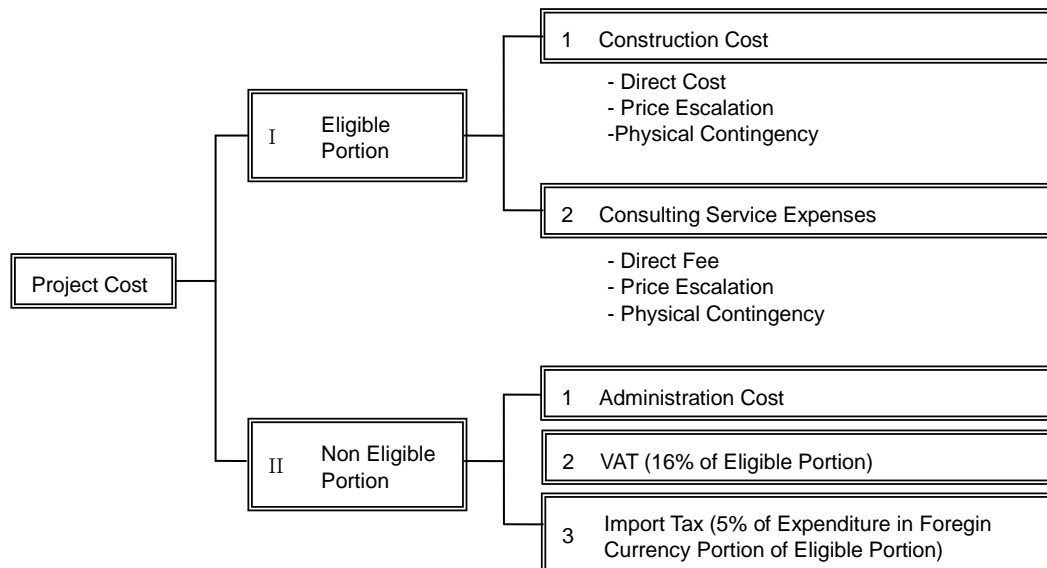 Project Cost
I Eligible
Portion
1 Construction Cost
- Direct Cost
- Price Escalation
-Physical Contingency
2 Consulting Service Expenses
- Direct Fee
- Price Escalation
- Physical Contingency
II Non Eligible
Portion
1 Administration Cost
2 VAT (16% of Eligible Portion)
3 Import Tax (5% of Expenditure in Foregin
Currency Portion of Eligible Portion)